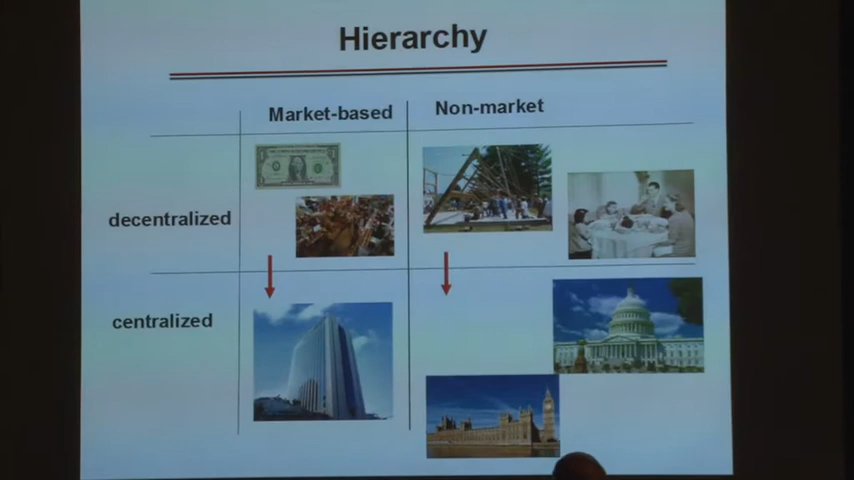 Hierarchy
Market-based
Non-market
decentralized
centralized